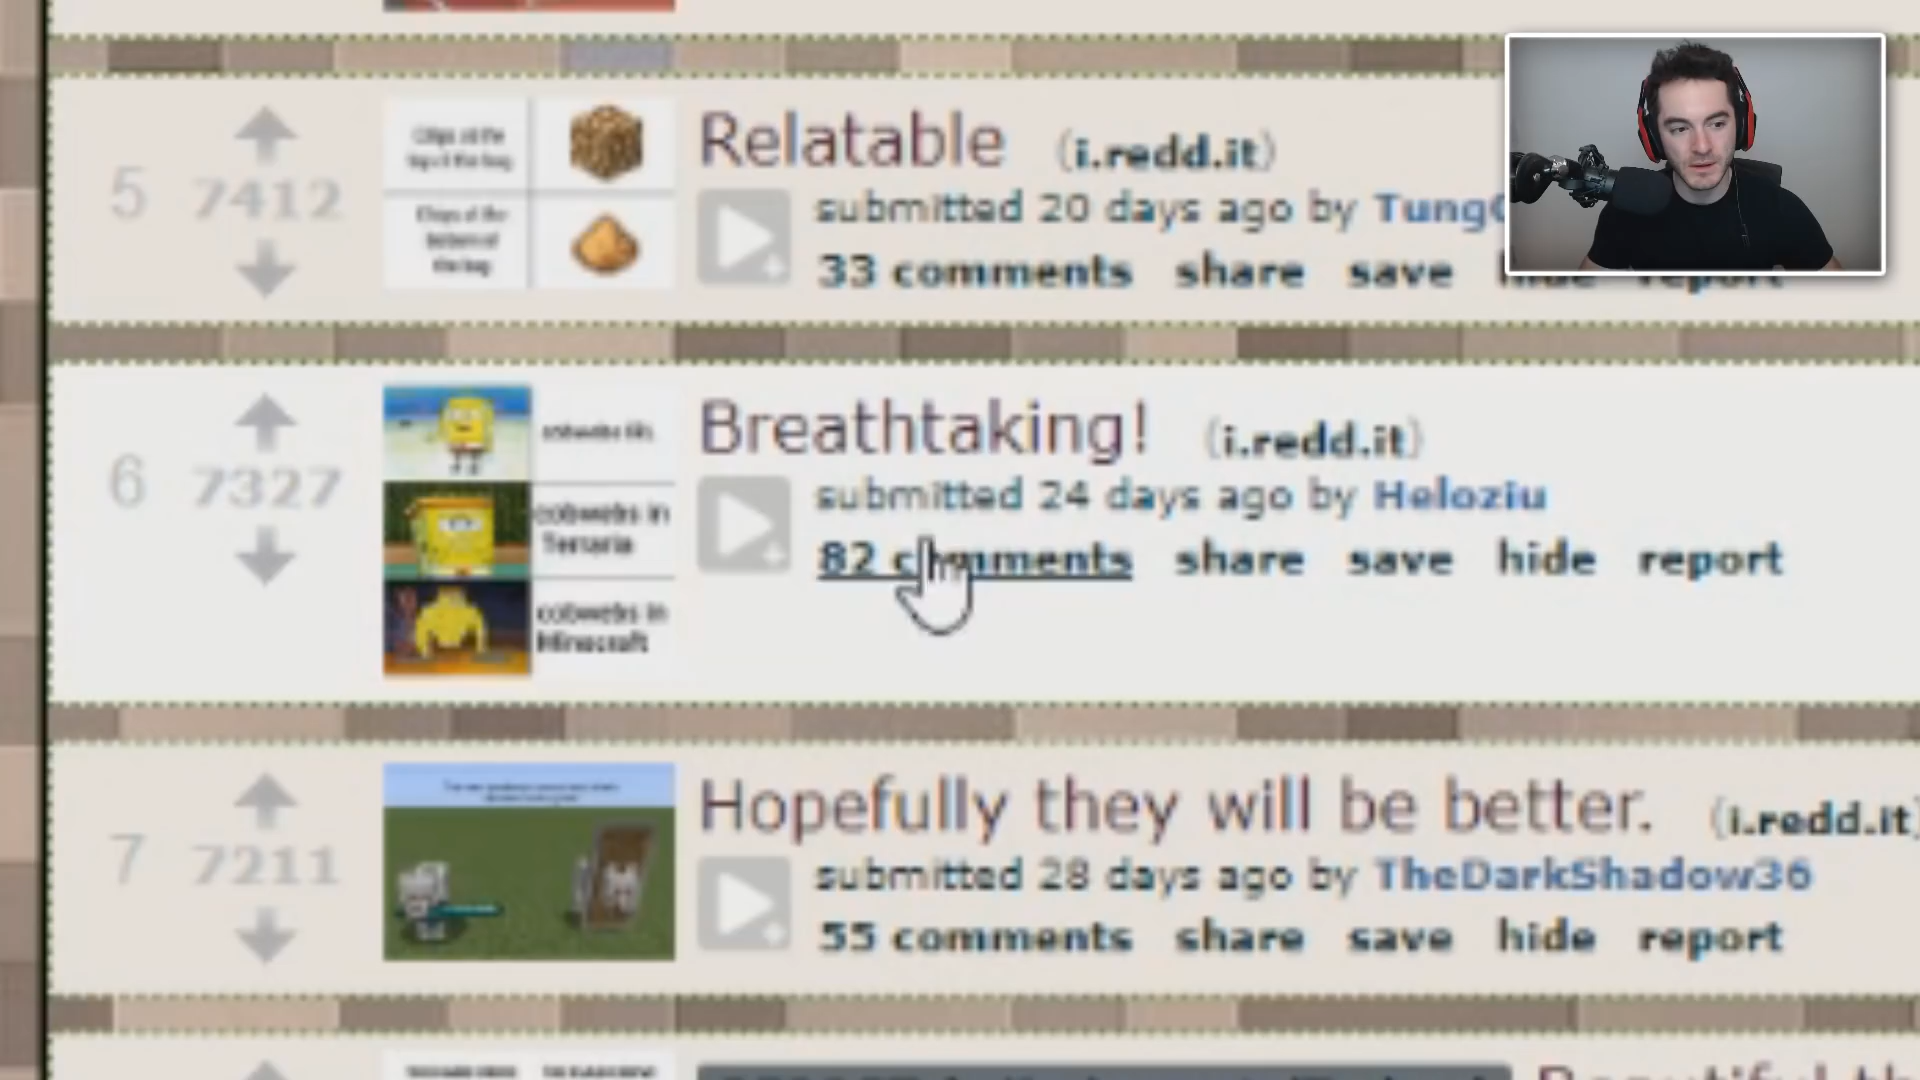 5
7412
Relatable (i.redd.it)
submitted 20 days ago by
33 comments share save hide report
6
7327
cobwebs in
Terraria
cobwebs in
Minecraft
Breathtaking! (i.redd.it)
submitted 24 days ago by Heloziu
82 comments share save hide report
7
7211
Hopefully they will be better. (i.redd.it)
submitted 28 days ago by TheDarkShadow36
55 comments share save hide report